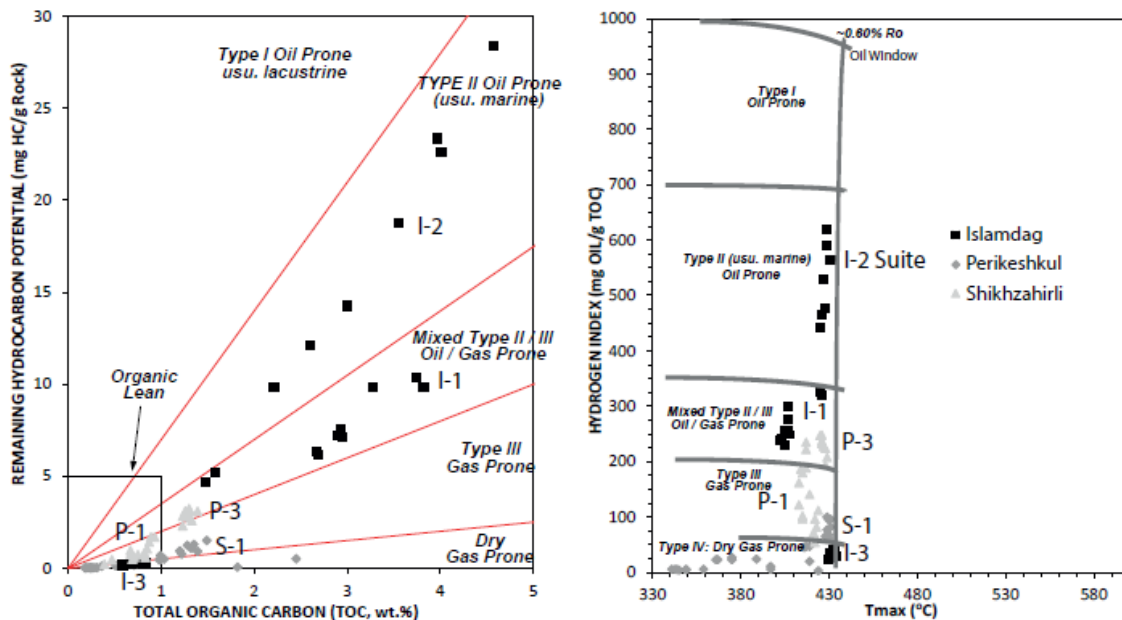 30
25
20
15
10
5
0
REMAINING HYDROCARBON POTENTIAL (mg HC/g Rock)
Type I Oil Prone
usu. lacustrine
TYPE II Oil Prone
(usu. marine)
I-2
Mixed Type II / III
Oil / Gas Prone
I-1
Organic
Lean
Type III
Gas Prone
P-3
P-1
S-1
Dry
Gas Prone
I-3
0 1 2 3 4 5
TOTAL ORGANIC CARBON (TOC, wt.%)
1000
900
800
700
600
500
400
300
200
100
000
HYDROGEN INDEX (mg OIL/g TOC)
~0.60% Ro
Oil Window
Type I
Oil Prone
Type II (usu. marine)
Oil Prone
I-2 Suite
Mixed Type II / III
Oil / Gas Prone
I-1
P-3
Type III
Gas Prone
P-1
S-1
Type IV: Dry Gas Prone
I-3
330 380 430 480
Tmax (°C)
Islamdag
Perikeshkul
Shikhzahirli